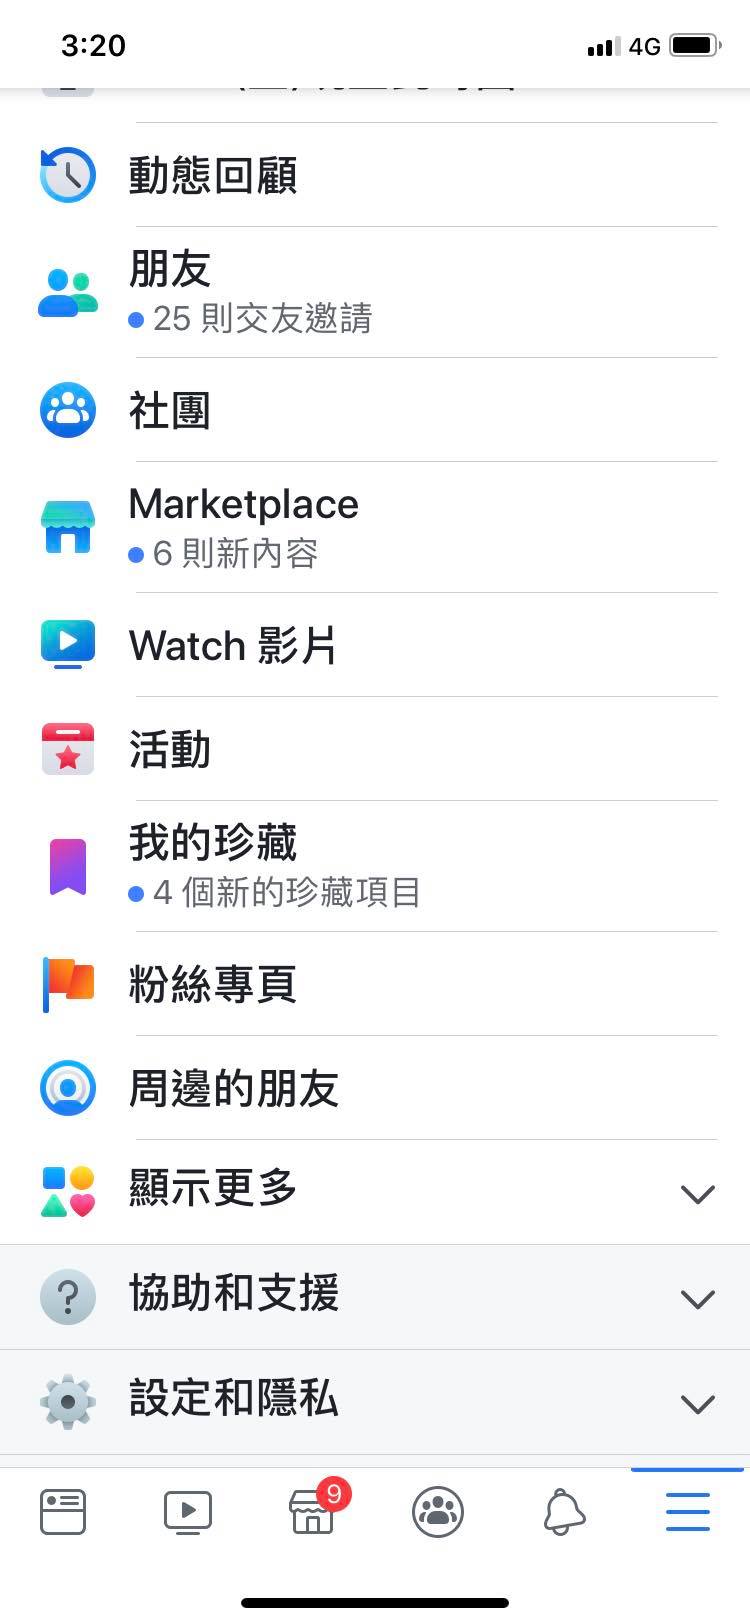 3:20
4G
動態回顧
朋友
25 則交友邀請
社團
Marketplace
6 則新內容
Watch 影片
活動
我的珍藏
4 個新的珍藏項目
粉絲專頁
周邊的朋友
顯示更多
協助和支援
設定和隱私
9